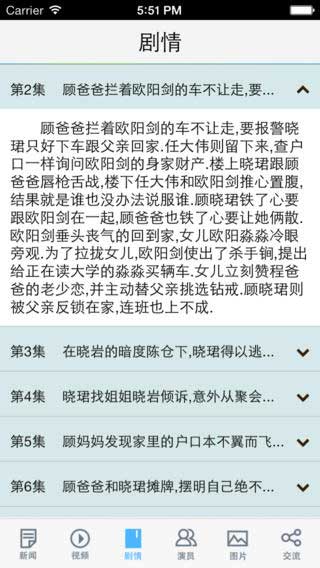 Carrier 5:51 PM
剧情
第2集 顾爸爸拦着欧阳剑的车不让走,要...
顾爸爸拦着欧阳剑的车不让走,要报警晓
珺只好下车跟父亲回家.任大伟则留下来,查户
口一样询问欧阳剑的身家财产.楼上晓珺跟顾
爸爸唇枪舌战,楼下任大伟和欧阳剑推心置腹,
结果就是谁也没办法说服谁.顾晓珺铁了心要
跟欧阳剑在一起,顾爸爸也铁了心要让她俩散.
欧阳剑垂头丧气的回到家,女儿欧阳淼淼冷眼
旁观.为了拉拢女儿,欧阳剑使出了杀手锏,提出
给正在读大学的淼淼买辆车.女儿立刻赞程爸
爸的老少恋,并主动替父亲挑选钻戒.顾晓珺则
被父亲反锁在家,连班也上不成.
第3集 在晓岩的暗度陈仓下,晓珺得以逃...
第4集 晓珺找姐姐晓岩倾诉,意外从聚会...
第5集 顾妈妈发现家里的户口本不翼而飞...
第6集 顾爸爸和晓珺摊牌,摆明自己绝不...
新闻 视频 剧情 演员 图片 交流